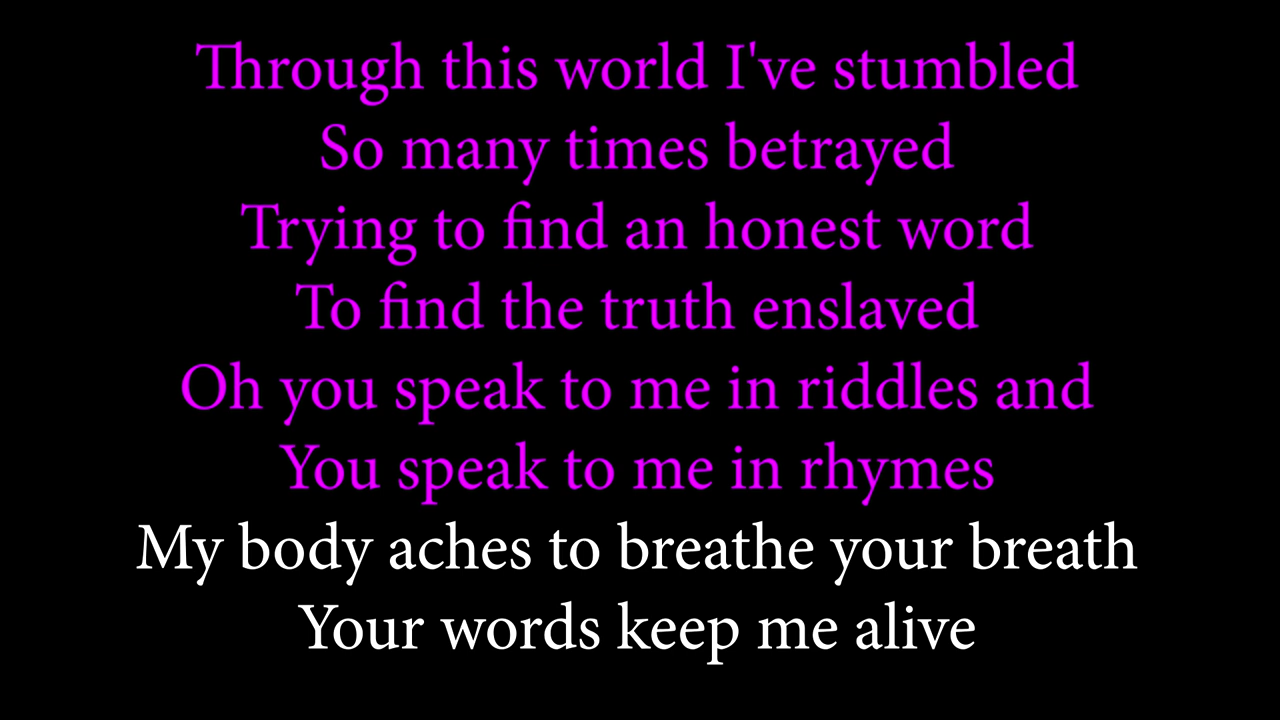 Through this world I've stumbled
So many times betrayed
Trying to find an honest word
To find the truth enslaved
Oh you speak to me in riddles and
You speak to me in rhymes
My body aches to breathe your breath
Your words keep me alive